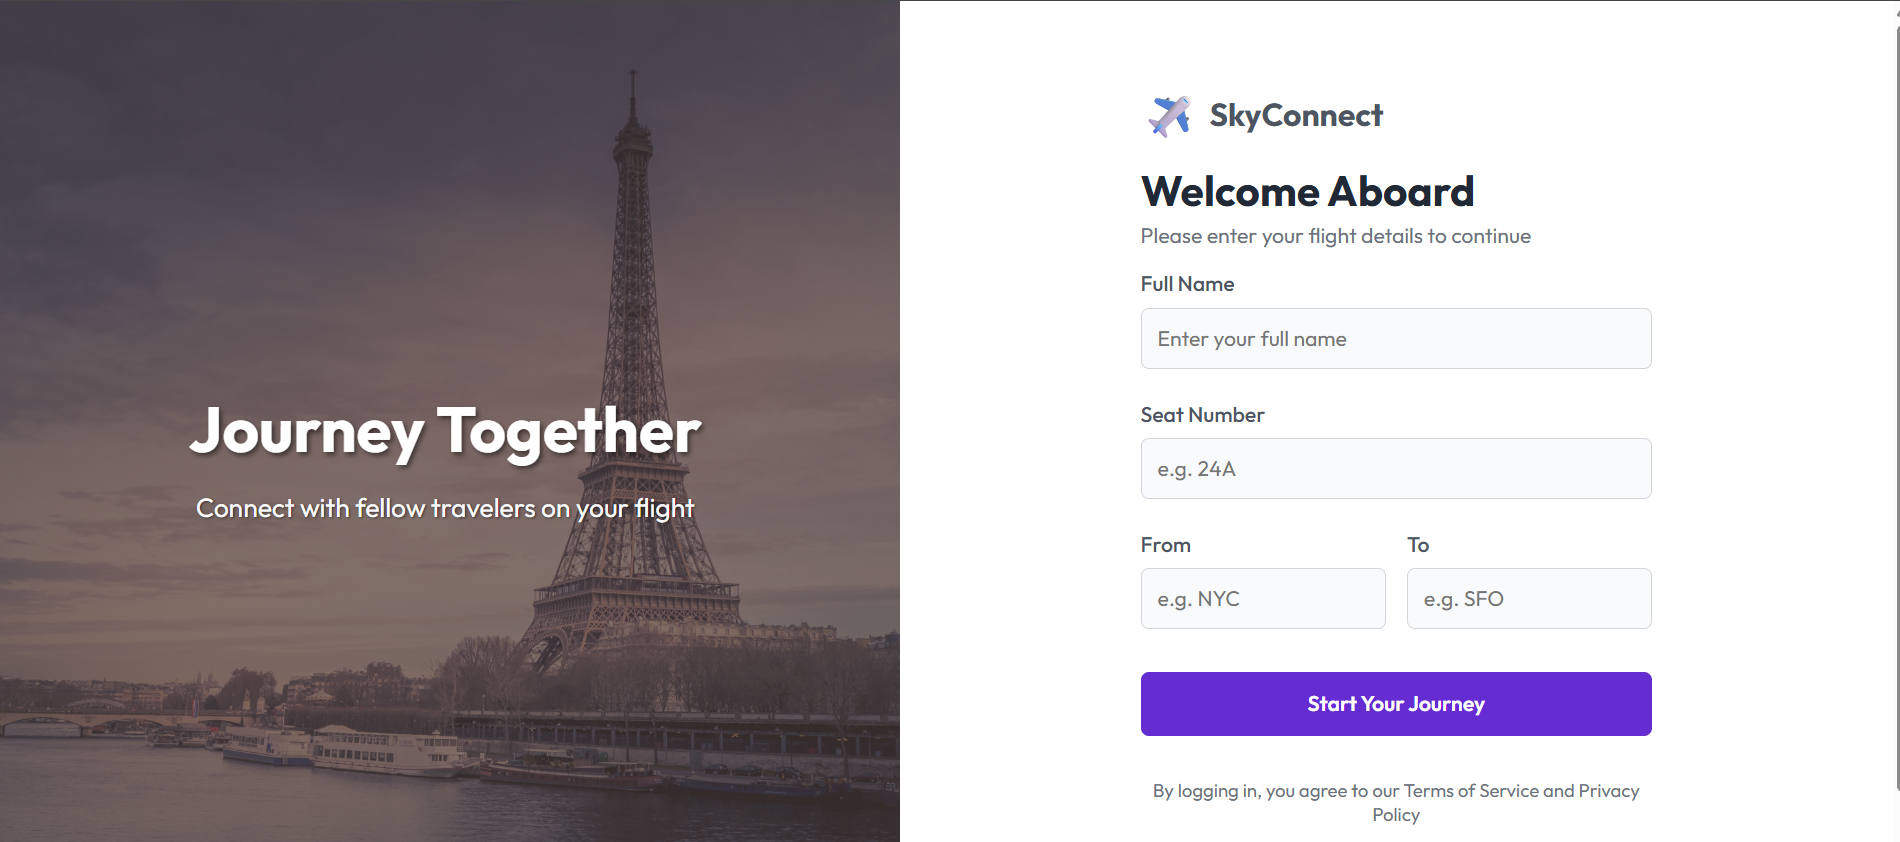 Journey Together
Connect with fellow travelers on your flight
SkyConnect
Welcome Aboard
Please enter your flight details to continue
Full Name
Enter your full name
Seat Number
e.g. 24A
From
To
e.g. NYC
e.g. SFO
Start Your Journey
By logging in, you agree to our Terms of Service and Privacy
Policy